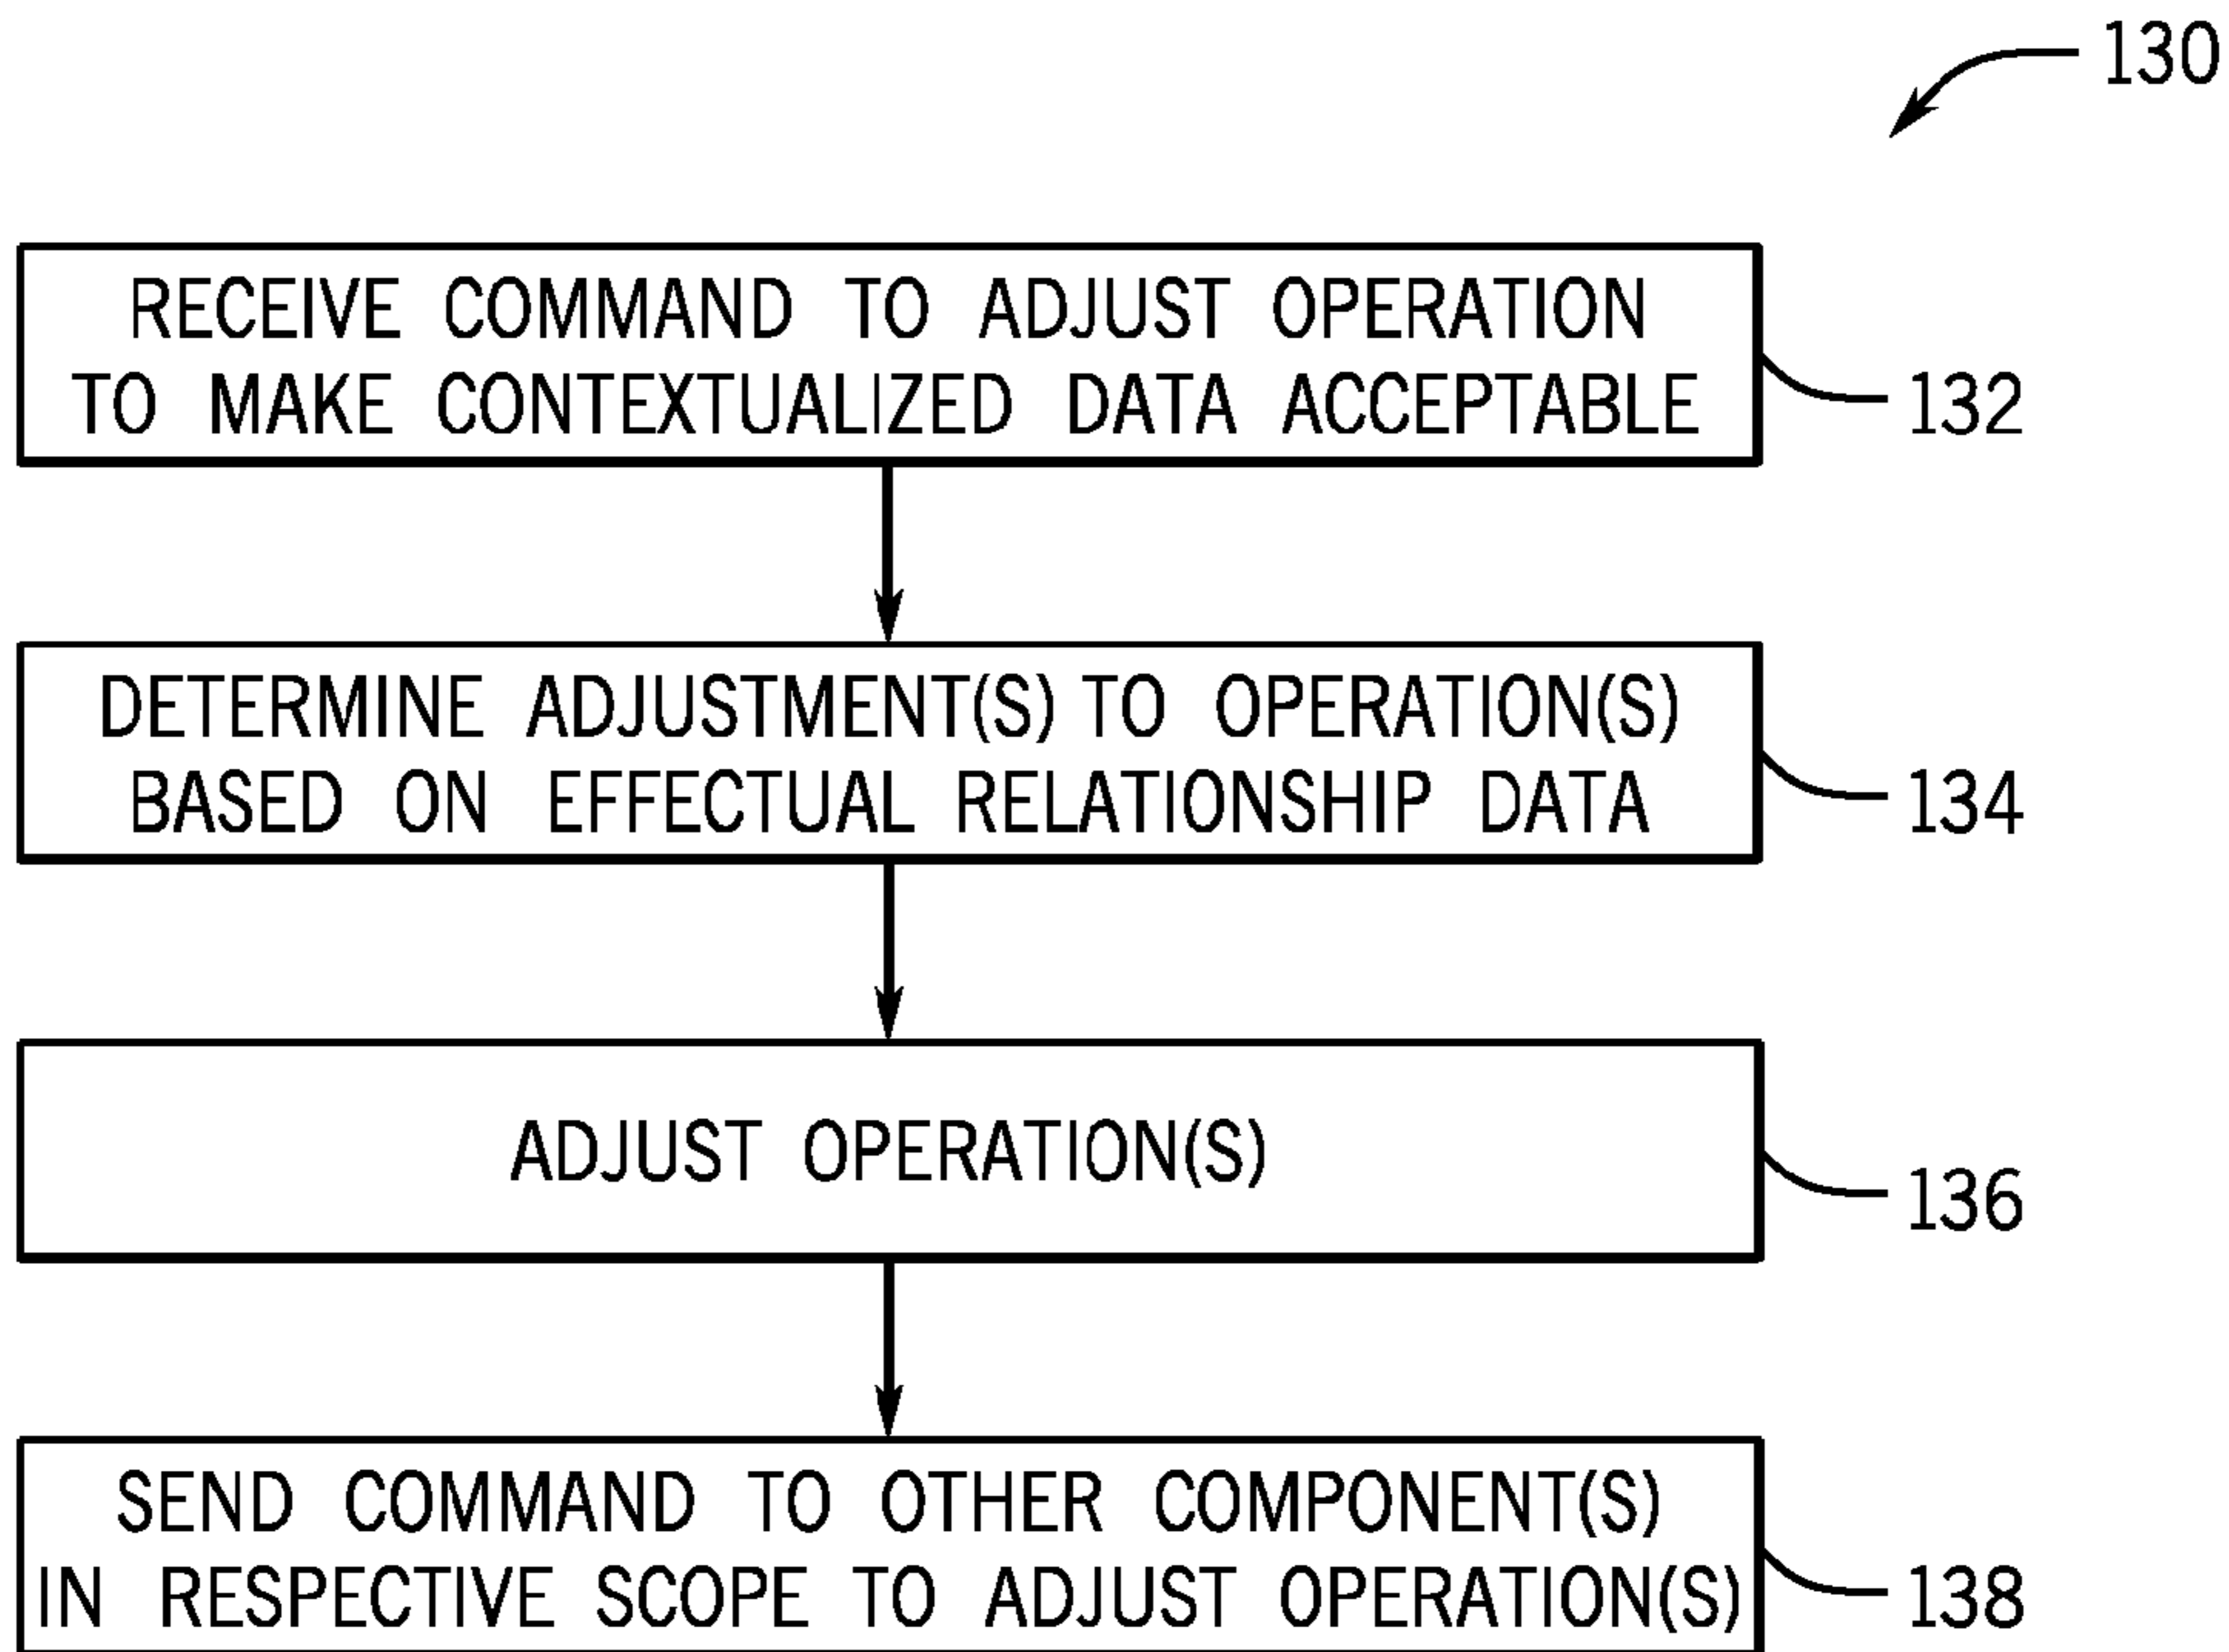 130
RECEIVE COMMAND TO ADJUST OPERATION
TO MAKE CONTEXTUALIZED DATA ACCEPTABLE
132
DETERMINE ADJUSTMENT(S) TO OPERATION(S)
BASED ON EFFECTUAL RELATIONSHIP DATA
134
ADJUST OPERATION(S)
136
SEND COMMAND TO OTHER COMPONENT(S)
IN RESPECTIVE SCOPE TO ADJUST OPERATION(S)
138